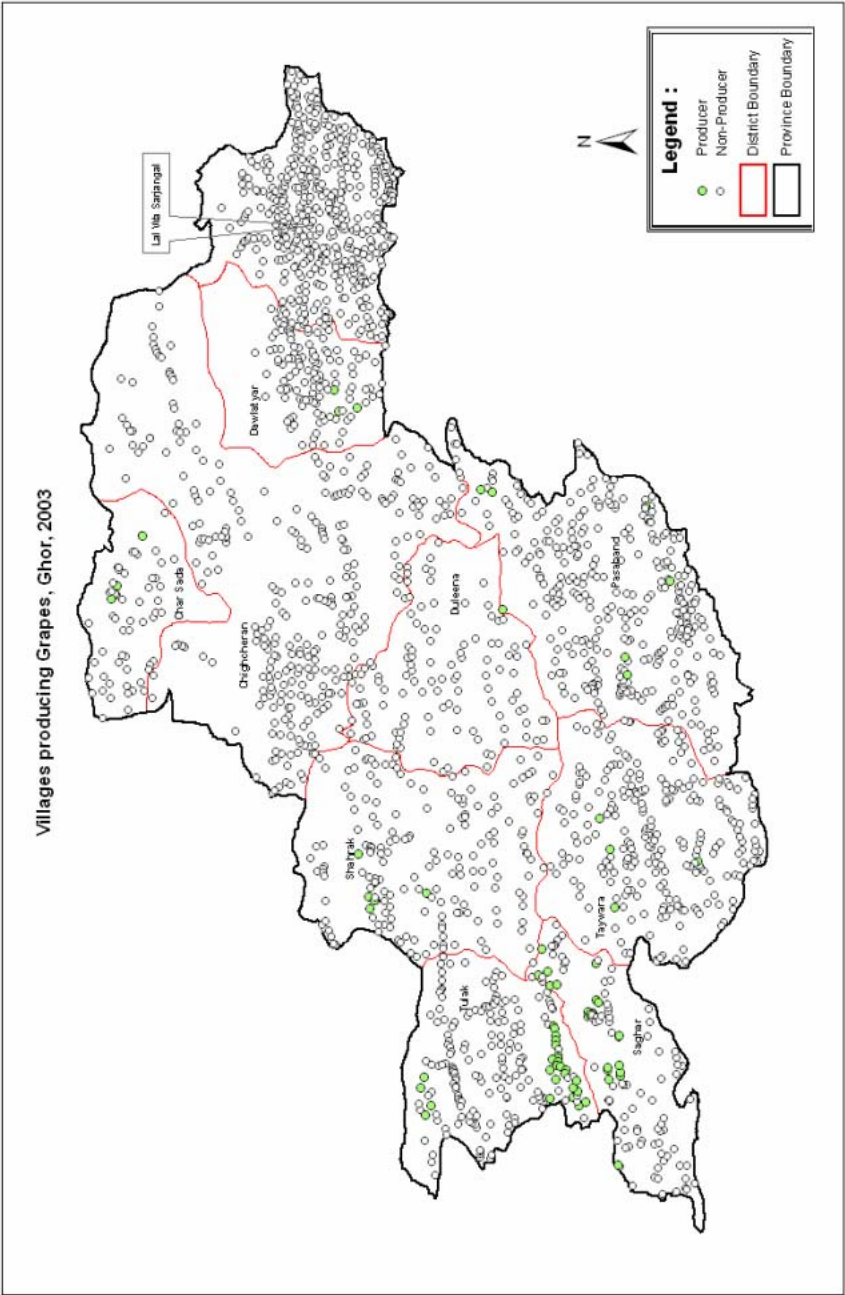 Villages producing Grapes, Ghor, 2003
Lal Wa Sarjangal
Dawlatyar
Char Sada
Chighcheran
Duleena
Pasaband
Shahrak
Tayvara
Tulak
Saghar
N
Legend :
Producer
Non-Producer
District Boundary
Province Boundary